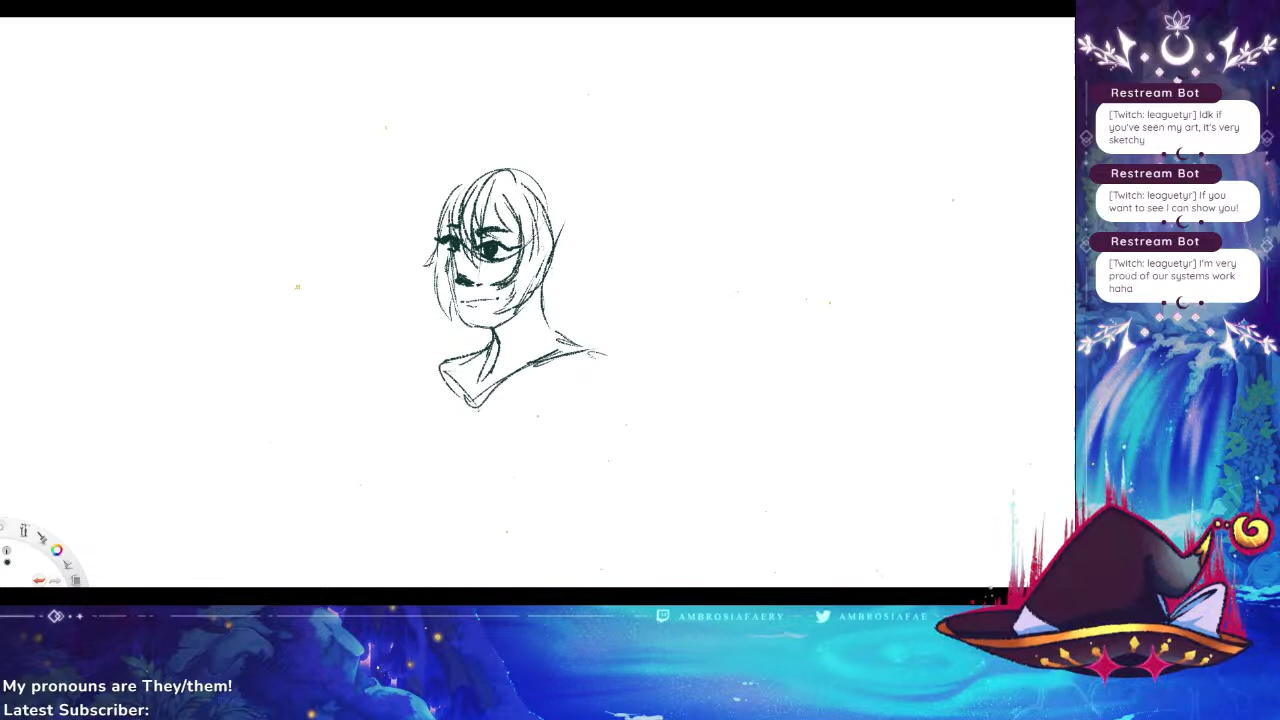 Restream Bot
[Twitch: leaguetyr] Idk if
you've seen my art, it's very
sketchy
Restream Bot
[Twitch: leaguetyr] If you
want to see I can show you!
Restream Bot
[Twitch: leaguetyr] I'm very
proud of our systems work
haha
AMBROSIAFAERY
AMBROSIAFAE
My pronouns are They/them!
Latest Subscriber: